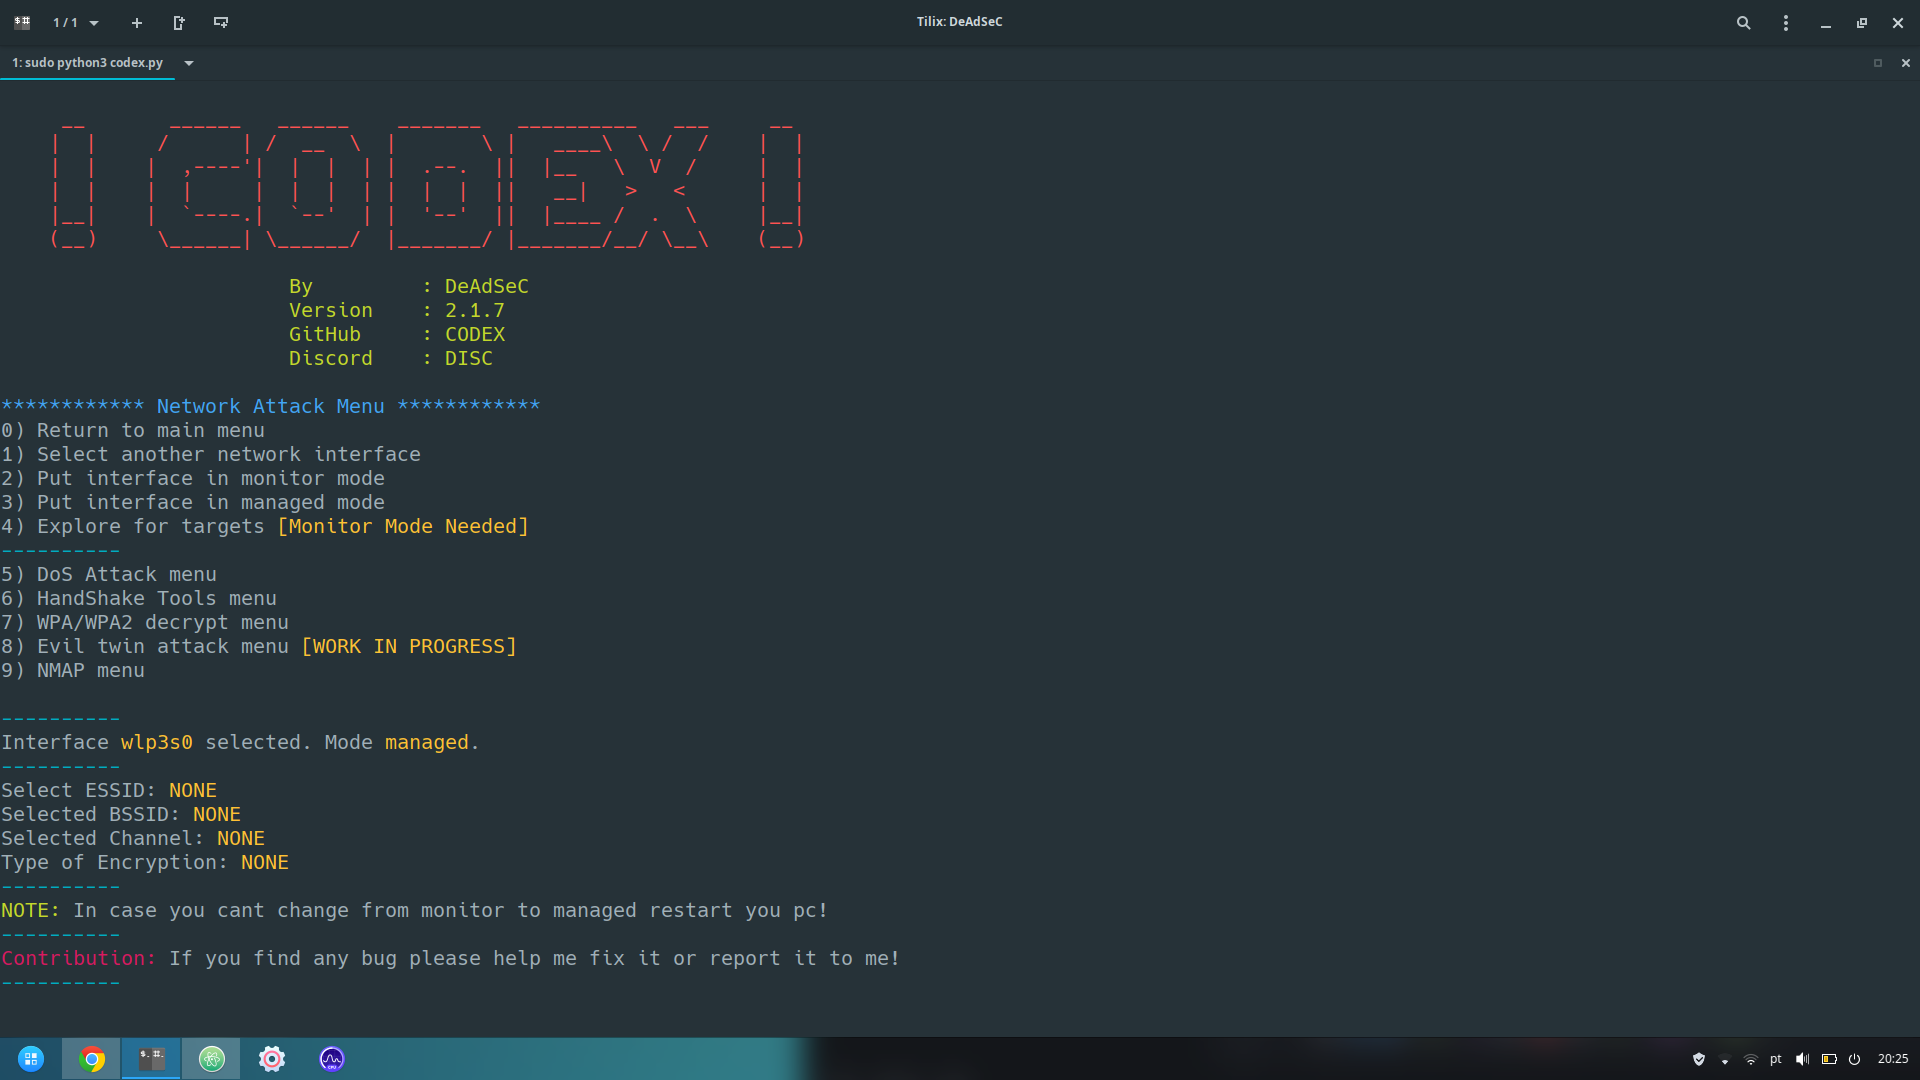 1 / 1
Tilix: DeAdSeC
1: sudo python3 codex.py
! CODEX !
By : DeAdSeC
Version : 2.1.7
GitHub : CODEX
Discord : DISC
************ Network Attack Menu ************
0) Return to main menu
1) Select another network interface
2) Put interface in monitor mode
3) Put interface in managed mode
4) Explore for targets [Monitor Mode Needed]
----------
5) DoS Attack menu
6) HandShake Tools menu
7) WPA/WPA2 decrypt menu
8) Evil twin attack menu [WORK IN PROGRESS]
9) NMAP menu
----------
Interface wlp3s0 selected. Mode managed.
----------
Select ESSID: NONE
Selected BSSID: NONE
Selected Channel: NONE
Type of Encryption: NONE
----------
NOTE: In case you cant change from monitor to managed restart you pc!
----------
Contribution: If you find any bug please help me fix it or report it to me!
----------
pt
20:25